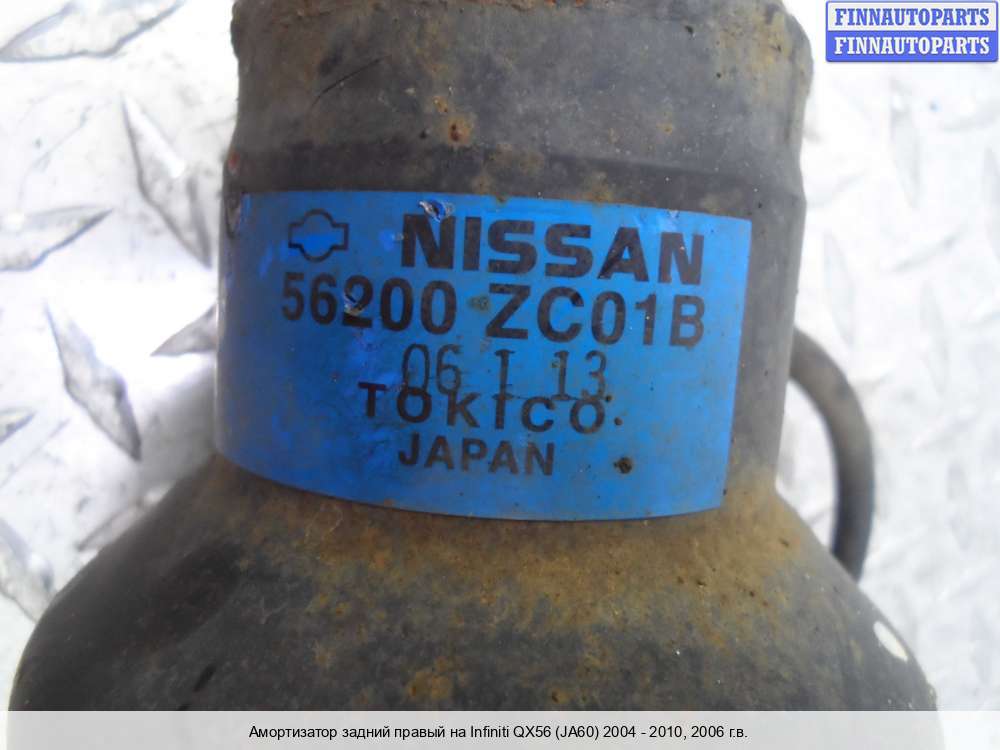 FINNAUTOPARTS
FINNAUTOPARTS
NISSAN
56200 ZC01B
06 1 13
TOKICO
JAPAN
Амортизатор задний правый на Infiniti QX56 (JA60) 2004 - 2010, 2006 г.в.